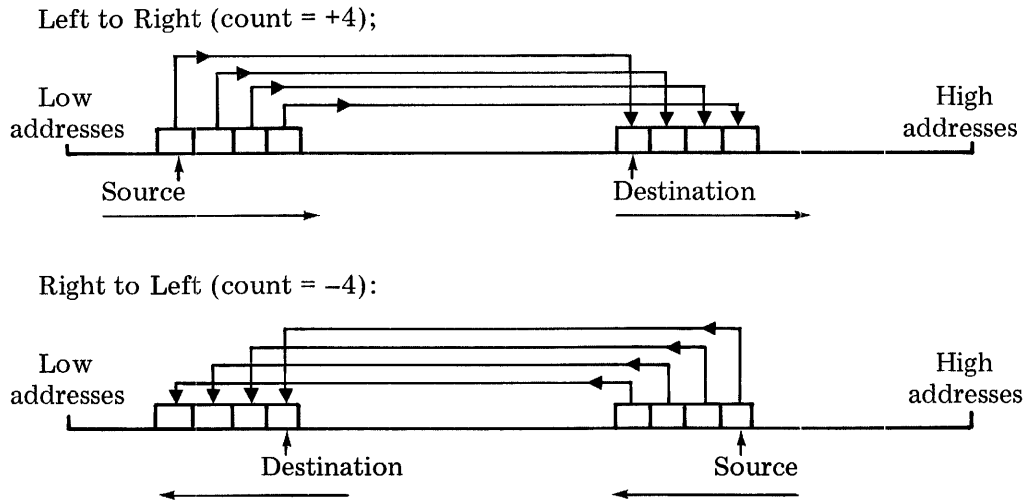 Left to Right (count = +4);
Low
addresses
High
addresses
Source
Destination
Right to Left (count = –4):
Low
addresses
High
addresses
Destination
Source